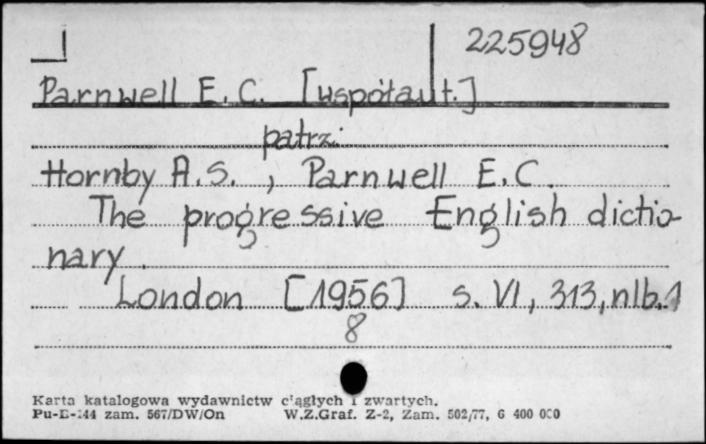 225948
Parnwell E. C. [współaut.]
patrz:
Hornby A.S. , Parnwell E.C.
The progressive English dictio-
nary
London [1956] s. VI, 313, nlb. 1
8
Karta katalogowa wydawnictw ciągłych i zwartych.
Pu-E-144 zam. 567/DW/On W.Z.Graf. Z-2, Zam. 502/77, 6 400 000